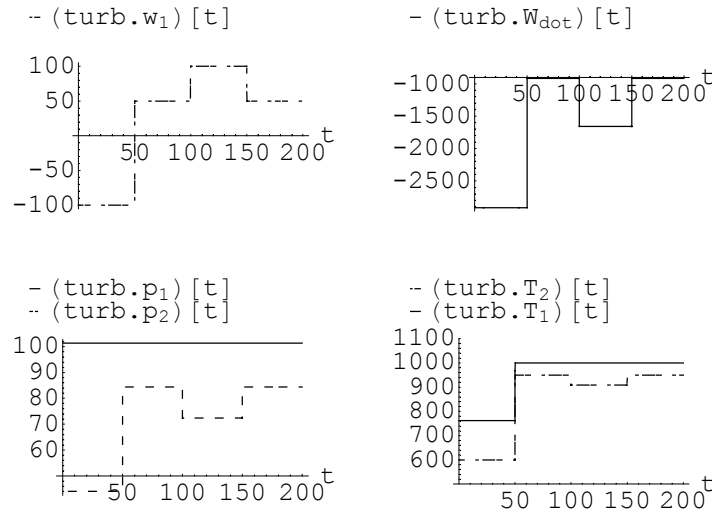 -- (turb.w₁)[t]
100
50
-50
-100
50 100 150 200
t
– (turb.W_dot)[t]
50 100 150 200
t
-1000
-1500
-2000
-2500
– (turb.p₁)[t]
-- (turb.p₂)[t]
100
90
80
70
60
50 100 150 200
t
-- (turb.T₂)[t]
– (turb.T₁)[t]
1100
1000
900
800
700
600
50 100 150 200
t